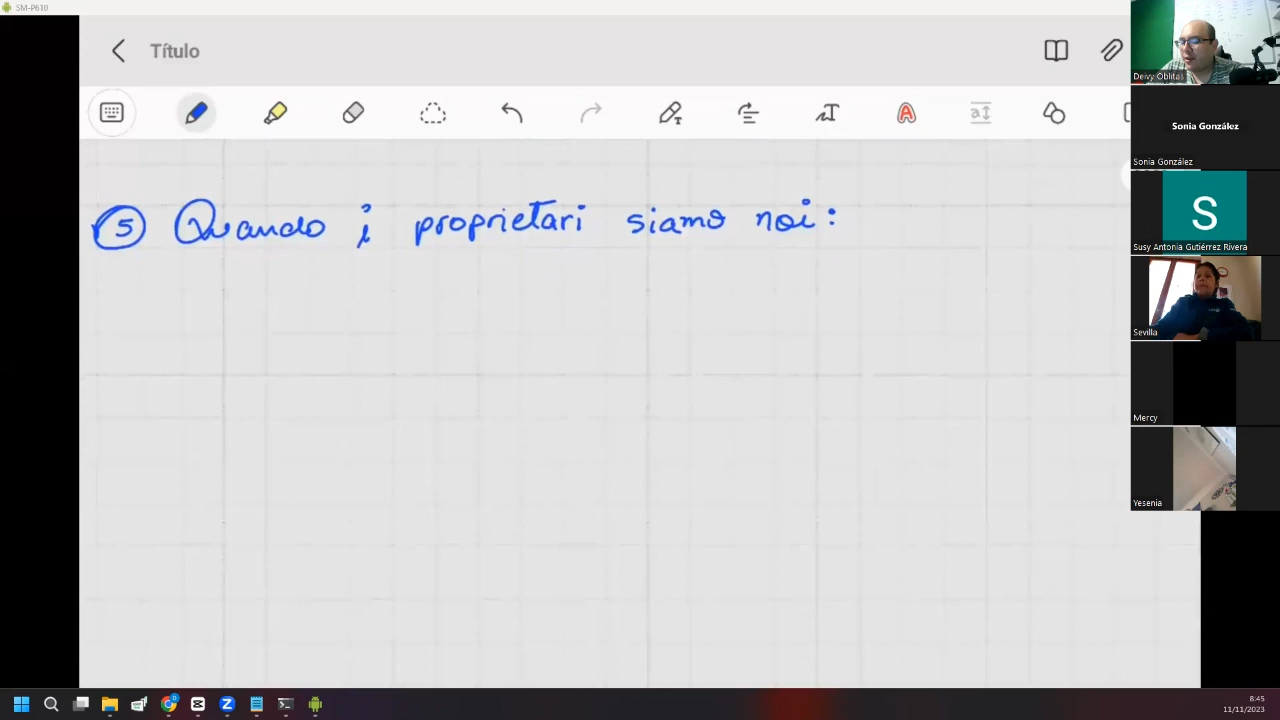 SM-P610
Título
Deivy Oblitas
⑤ Quando i proprietari siamo noi:
Sonia González
Sonia González
S
Susy Antonia Gutiérrez Rivera
Sevilla
Mercy
Yesenia
8:45
11/11/2023